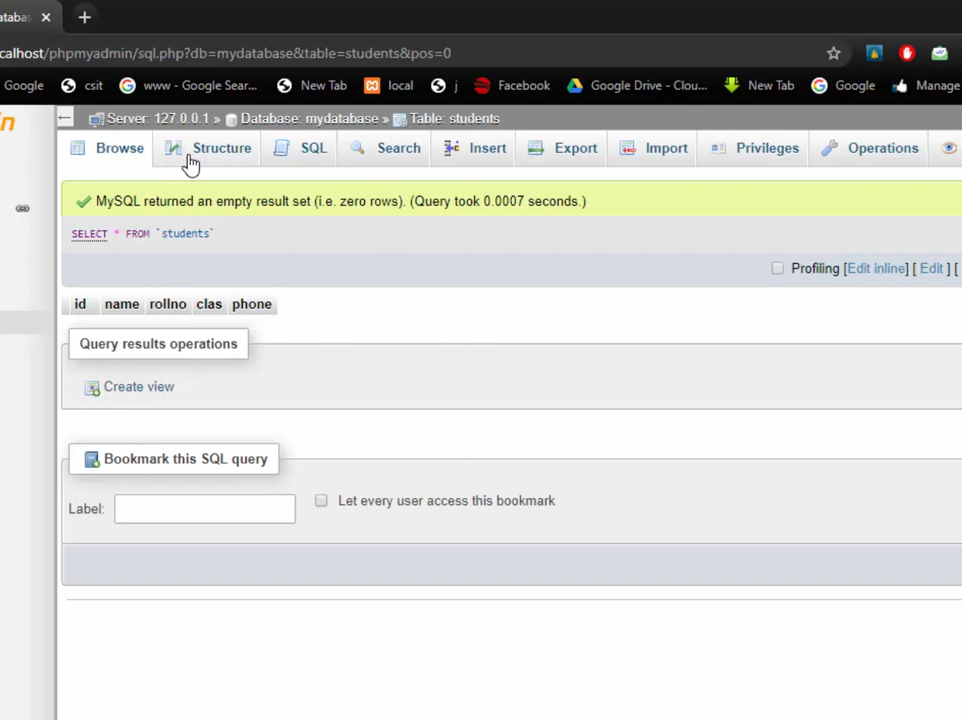 atabas
calhost/phpmyadmin/sql.php?db=mydatabase&table=students&pos=0
Google csit www - Google Sear... New Tab local j Facebook Google Drive - Clou... New Tab Google Manage
in
Server: 127.0.0.1 » Database: mydatabase » Table: students
Browse Structure SQL Search Insert Export Import Privileges Operations
MySQL returned an empty result set (i.e. zero rows). (Query took 0.0007 seconds.)
SELECT * FROM `students`
Profiling [Edit inline] [ Edit ] [
id name rollno clas phone
Query results operations
Create view
Bookmark this SQL query
Label:
Let every user access this bookmark